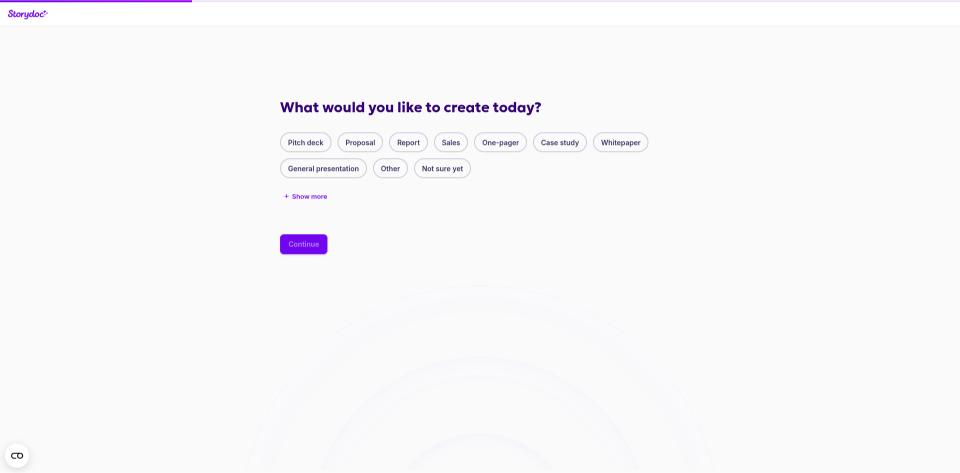 Storydoc
What would you like to create today?
Pitch deck Proposal Report Sales One-pager Case study Whitepaper
General presentation Other Not sure yet
+ Show more
Continue